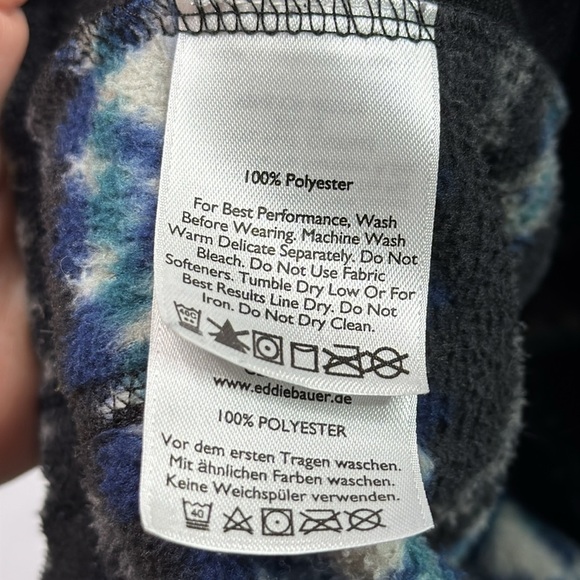 100% Polyester
For Best Performance, Wash
Before Wearing. Machine Wash
Warm Delicate Separately. Do Not
Bleach. Do Not Use Fabric
Softeners. Tumble Dry Low Or For
Best Results Line Dry. Do Not
Iron. Do Not Dry Clean.
40C
www.eddiebauer.de
100% POLYESTER
Vor dem ersten Tragen waschen.
Mit ähnlichen Farben waschen.
Keine Weichspüler verwenden.
40